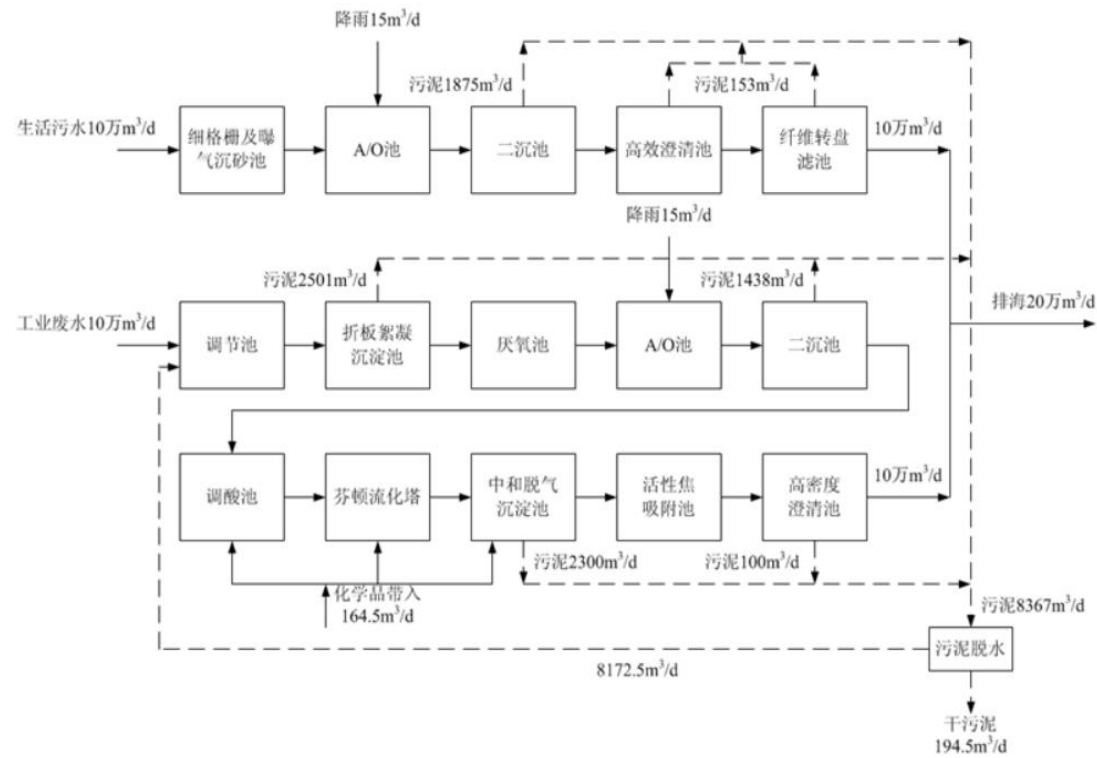 降雨15m³/d
污泥1875m³/d
污泥153m³/d
生活污水10万m³/d
细格栅及曝
气沉砂池
A/O池
二沉池
高效澄清池
纤维转盘
滤池
10万m³/d
降雨15m³/d
污泥2501m³/d
污泥1438m³/d
工业废水10万m³/d
调节池
折板絮凝
沉淀池
厌氧池
A/O池
二沉池
排海20万m³/d
调酸池
芬顿流化塔
中和脱气
沉淀池
活性焦
吸附池
高密度
澄清池
10万m³/d
污泥2300m³/d
污泥100m³/d
化学品带入
164.5m³/d
污泥8367m³/d
污泥脱水
8172.5m³/d
干污泥
194.5m³/d